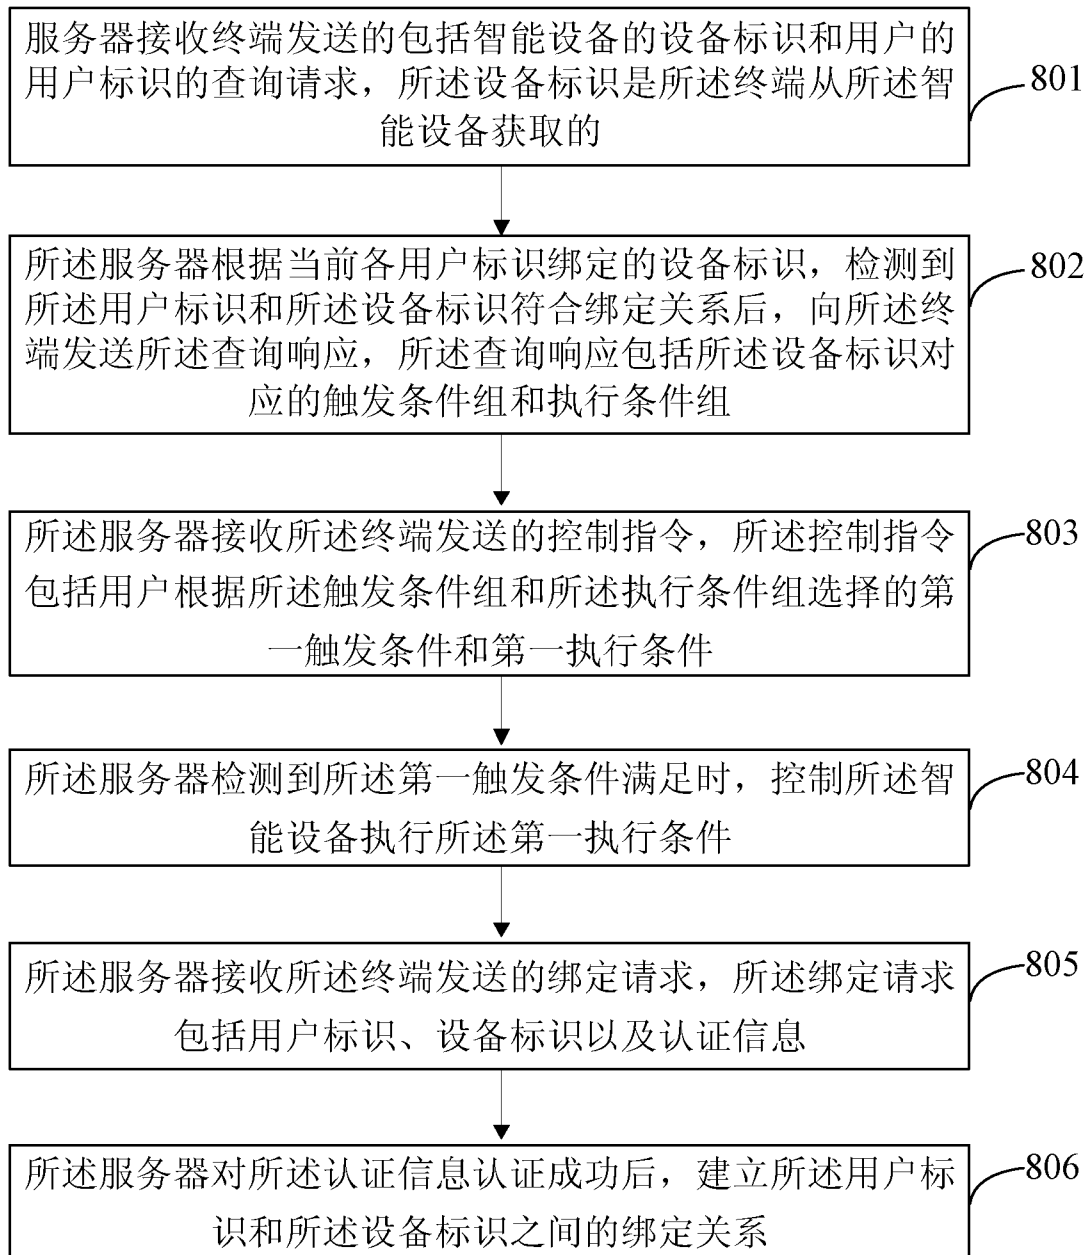 服务器接收终端发送的包括智能设备的设备标识和用户的
用户标识的查询请求，所述设备标识是所述终端从所述智
能设备获取的
801
所述服务器根据当前各用户标识绑定的设备标识，检测到
所述用户标识和所述设备标识符合绑定关系后，向所述终
端发送所述查询响应，所述查询响应包括所述设备标识对
应的触发条件组和执行条件组
802
所述服务器接收所述终端发送的控制指令，所述控制指令
包括用户根据所述触发条件组和所述执行条件组选择的第
一触发条件和第一执行条件
803
所述服务器检测到所述第一触发条件满足时，控制所述智
能设备执行所述第一执行条件
804
所述服务器接收所述终端发送的绑定请求，所述绑定请求
包括用户标识、设备标识以及认证信息
805
所述服务器对所述认证信息认证成功后，建立所述用户标
识和所述设备标识之间的绑定关系
806